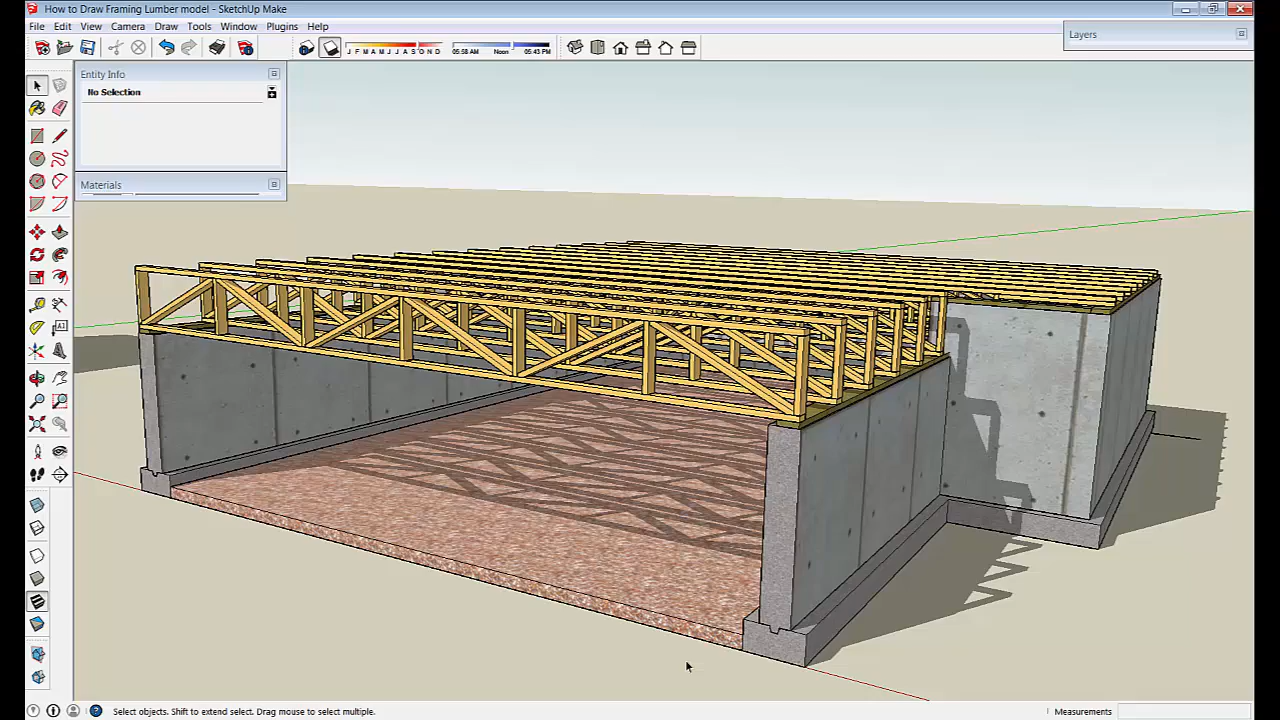 How to Draw Framing Lumber model - SketchUp Make
File Edit View Camera Draw Tools Window Plugins Help
J F M A M J J A S O N D
05:58 AM Noon 05:43 PM
Layers
Entity Info
No Selection
Materials
A1
Select objects. Shift to extend select. Drag mouse to select multiple.
Measurements